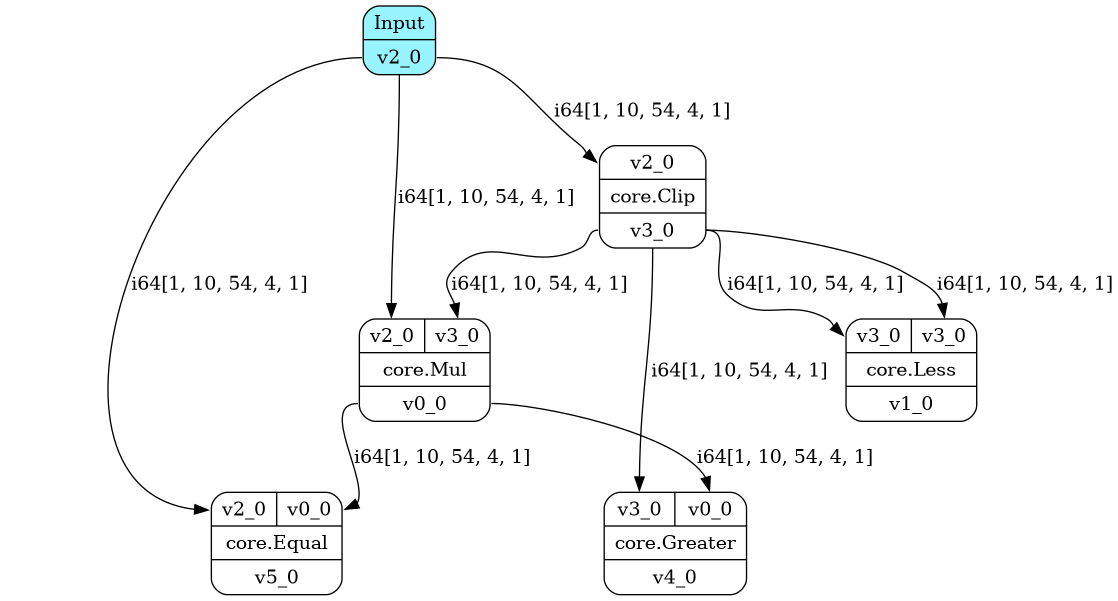 Input
v2_0
i64[1, 10, 54, 4, 1]
v2_0
core.Clip
v3_0
i64[1, 10, 54, 4, 1]
i64[1, 10, 54, 4, 1]
i64[1, 10, 54, 4, 1]
i64[1, 10, 54, 4, 1]
i64[1, 10, 54, 4, 1]
v2_0 v3_0
core.Mul
v0_0
v3_0 v3_0
core.Less
v1_0
i64[1, 10, 54, 4, 1]
i64[1, 10, 54, 4, 1]
i64[1, 10, 54, 4, 1]
v2_0 v0_0
core.Equal
v5_0
v3_0 v0_0
core.Greater
v4_0